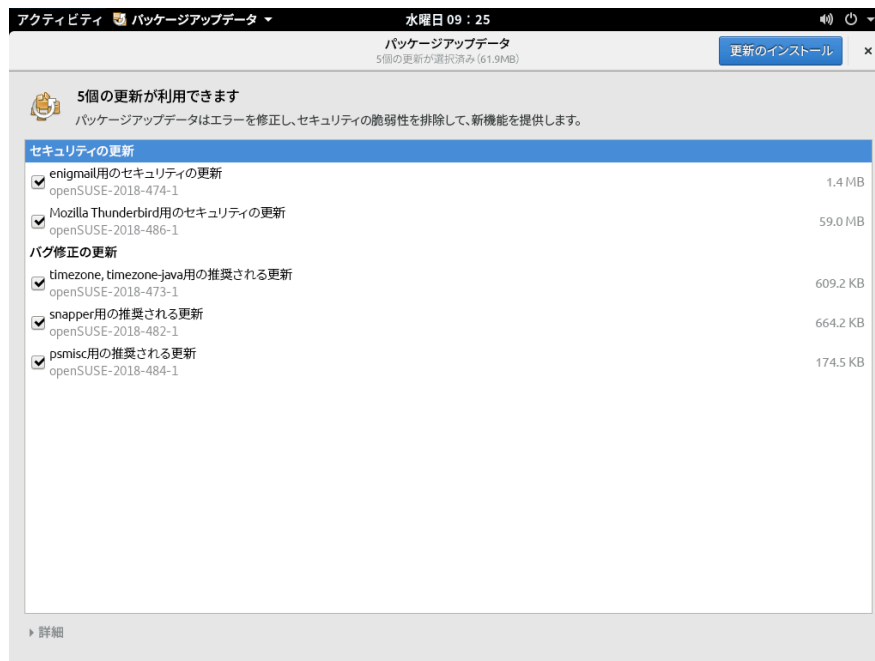 アクティビティ パッケージアップデータ 水曜日 09：25
パッケージアップデータ
5個の更新が選択済み (61.9MB)
更新のインストール
5個の更新が利用できます
パッケージアップデータはエラーを修正し、セキュリティの脆弱性を排除して、新機能を提供します。
セキュリティの更新
enigmail用のセキュリティの更新
openSUSE-2018-474-1
1.4 MB
Mozilla Thunderbird用のセキュリティの更新
openSUSE-2018-486-1
59.0 MB
バグ修正の更新
timezone, timezone-java用の推奨される更新
openSUSE-2018-473-1
609.2 KB
snapper用の推奨される更新
openSUSE-2018-482-1
664.2 KB
psmisc用の推奨される更新
openSUSE-2018-484-1
174.5 KB
詳細